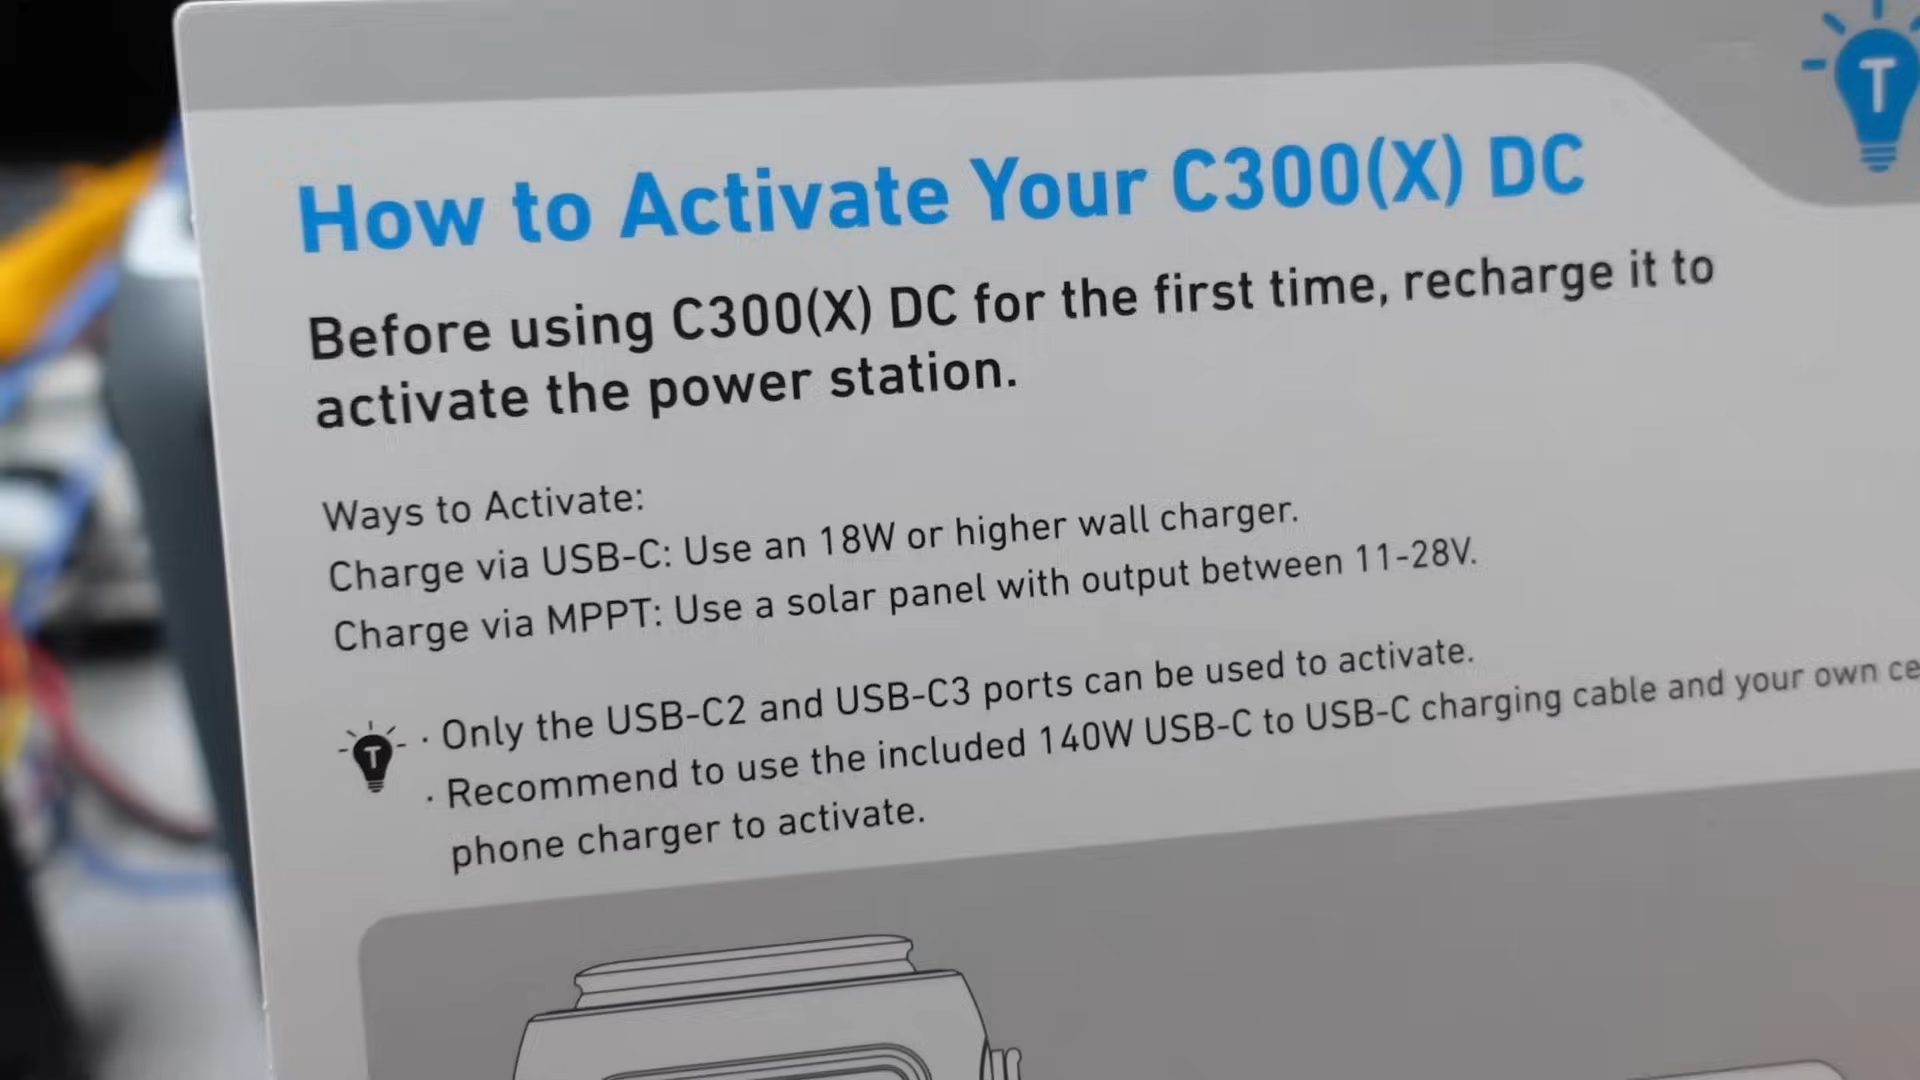 T
How to Activate Your C300(X) DC
Before using C300(X) DC for the first time, recharge it to
activate the power station.
Ways to Activate:
Charge via USB-C: Use an 18W or higher wall charger.
Charge via MPPT: Use a solar panel with output between 11-28V.
T
· Only the USB-C2 and USB-C3 ports can be used to activate.
· Recommend to use the included 140W USB-C to USB-C charging cable and your own
phone charger to activate.